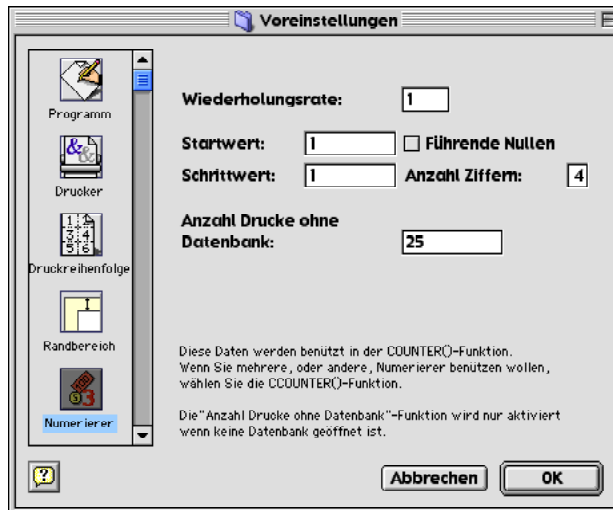 Voreinstellungen
Programm
Drucker
Druckreihenfolge
Randbereich
Numerierer
Wiederholungsrate: 1
Startwert: 1 Führende Nullen
Schrittwert: 1 Anzahl Ziffern: 4
Anzahl Drucke ohne
Datenbank: 25
Diese Daten werden benützt in der COUNTER()-Funktion.
Wenn Sie mehrere, oder andere, Numerierer benützen wollen,
wählen Sie die CCOUNTER()-Funktion.
Die"Anzahl Drucke ohne Datenbank"-Funktion wird nur aktiviert
wenn keine Datenbank geöffnet ist.
?
Abbrechen OK